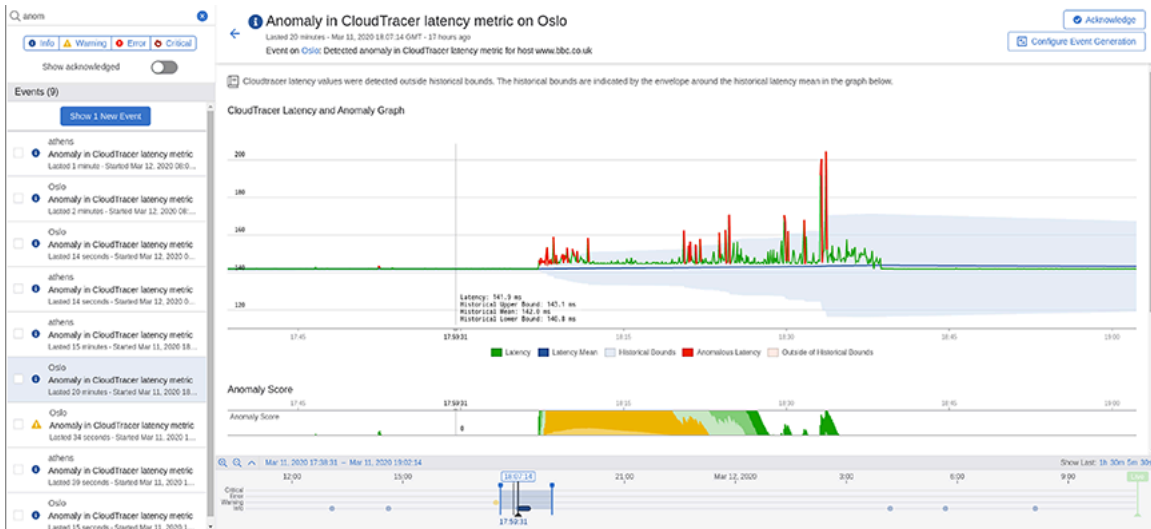 anom
Info
Warning
Error
Critical
Show acknowledged
Events (9)
Show 1 New Event
athens
Anomaly in CloudTracer latency metric
Lasted 1 minute - Started Mar 12, 2020 08:0...
Oslo
Anomaly in CloudTracer latency metric
Lasted 2 minutes - Started Mar 12, 2020 08:...
Oslo
Anomaly in CloudTracer latency metric
Lasted 14 seconds - Started Mar 12, 2020 0...
athens
Anomaly in CloudTracer latency metric
Lasted 14 seconds - Started Mar 12, 2020 0...
athens
Anomaly in CloudTracer latency metric
Lasted 15 minutes - Started Mar 11, 2020 18...
Oslo
Anomaly in CloudTracer latency metric
Lasted 20 minutes - Started Mar 11, 2020 18...
Oslo
Anomaly in CloudTracer latency metric
Lasted 34 seconds - Started Mar 11, 2020 1...
athens
Anomaly in CloudTracer latency metric
Lasted 39 seconds - Started Mar 11, 2020 1...
Oslo
Anomaly in CloudTracer latency metric
Lasted 15 seconds - Started Mar 11, 2020 1...
Anomaly in CloudTracer latency metric on Oslo
Lasted 20 minutes - Mar 11, 2020 18:07:14 GMT - 17 hours ago
Event on Oslo: Detected anomaly in CloudTracer latency metric for host www.bbc.co.uk
Acknowledge
Configure Event Generation
Cloudtracer latency values were detected outside historical bounds. The historical bounds are indicated by the envelope around the historical latency mean in the graph below.
CloudTracer Latency and Anomaly Graph
200
180
160
140
120
Latency: 141.9 ms
Historical Upper Bound: 143.1 ms
Historical Mean: 142.0 ms
Historical Lower Bound: 140.8 ms
17:45 17:59:31 18:15 18:30 18:45 19:00
Latency Latency Mean Historical Bounds Anomalous Latency Outside of Historical Bounds
Anomaly Score
17:45 17:59:31 18:15 18:30 18:45 19:00
Anomaly Score
0
Mar 11, 2020 17:38:31 – Mar 11, 2020 19:02:14
Show Last: 1h 30m 5m 30s
12:00 15:00 18:07:14 21:00 Mar 12, 2020 3:00 6:00 9:00 Live
Critical
Error
Warning
Info
17:59:31